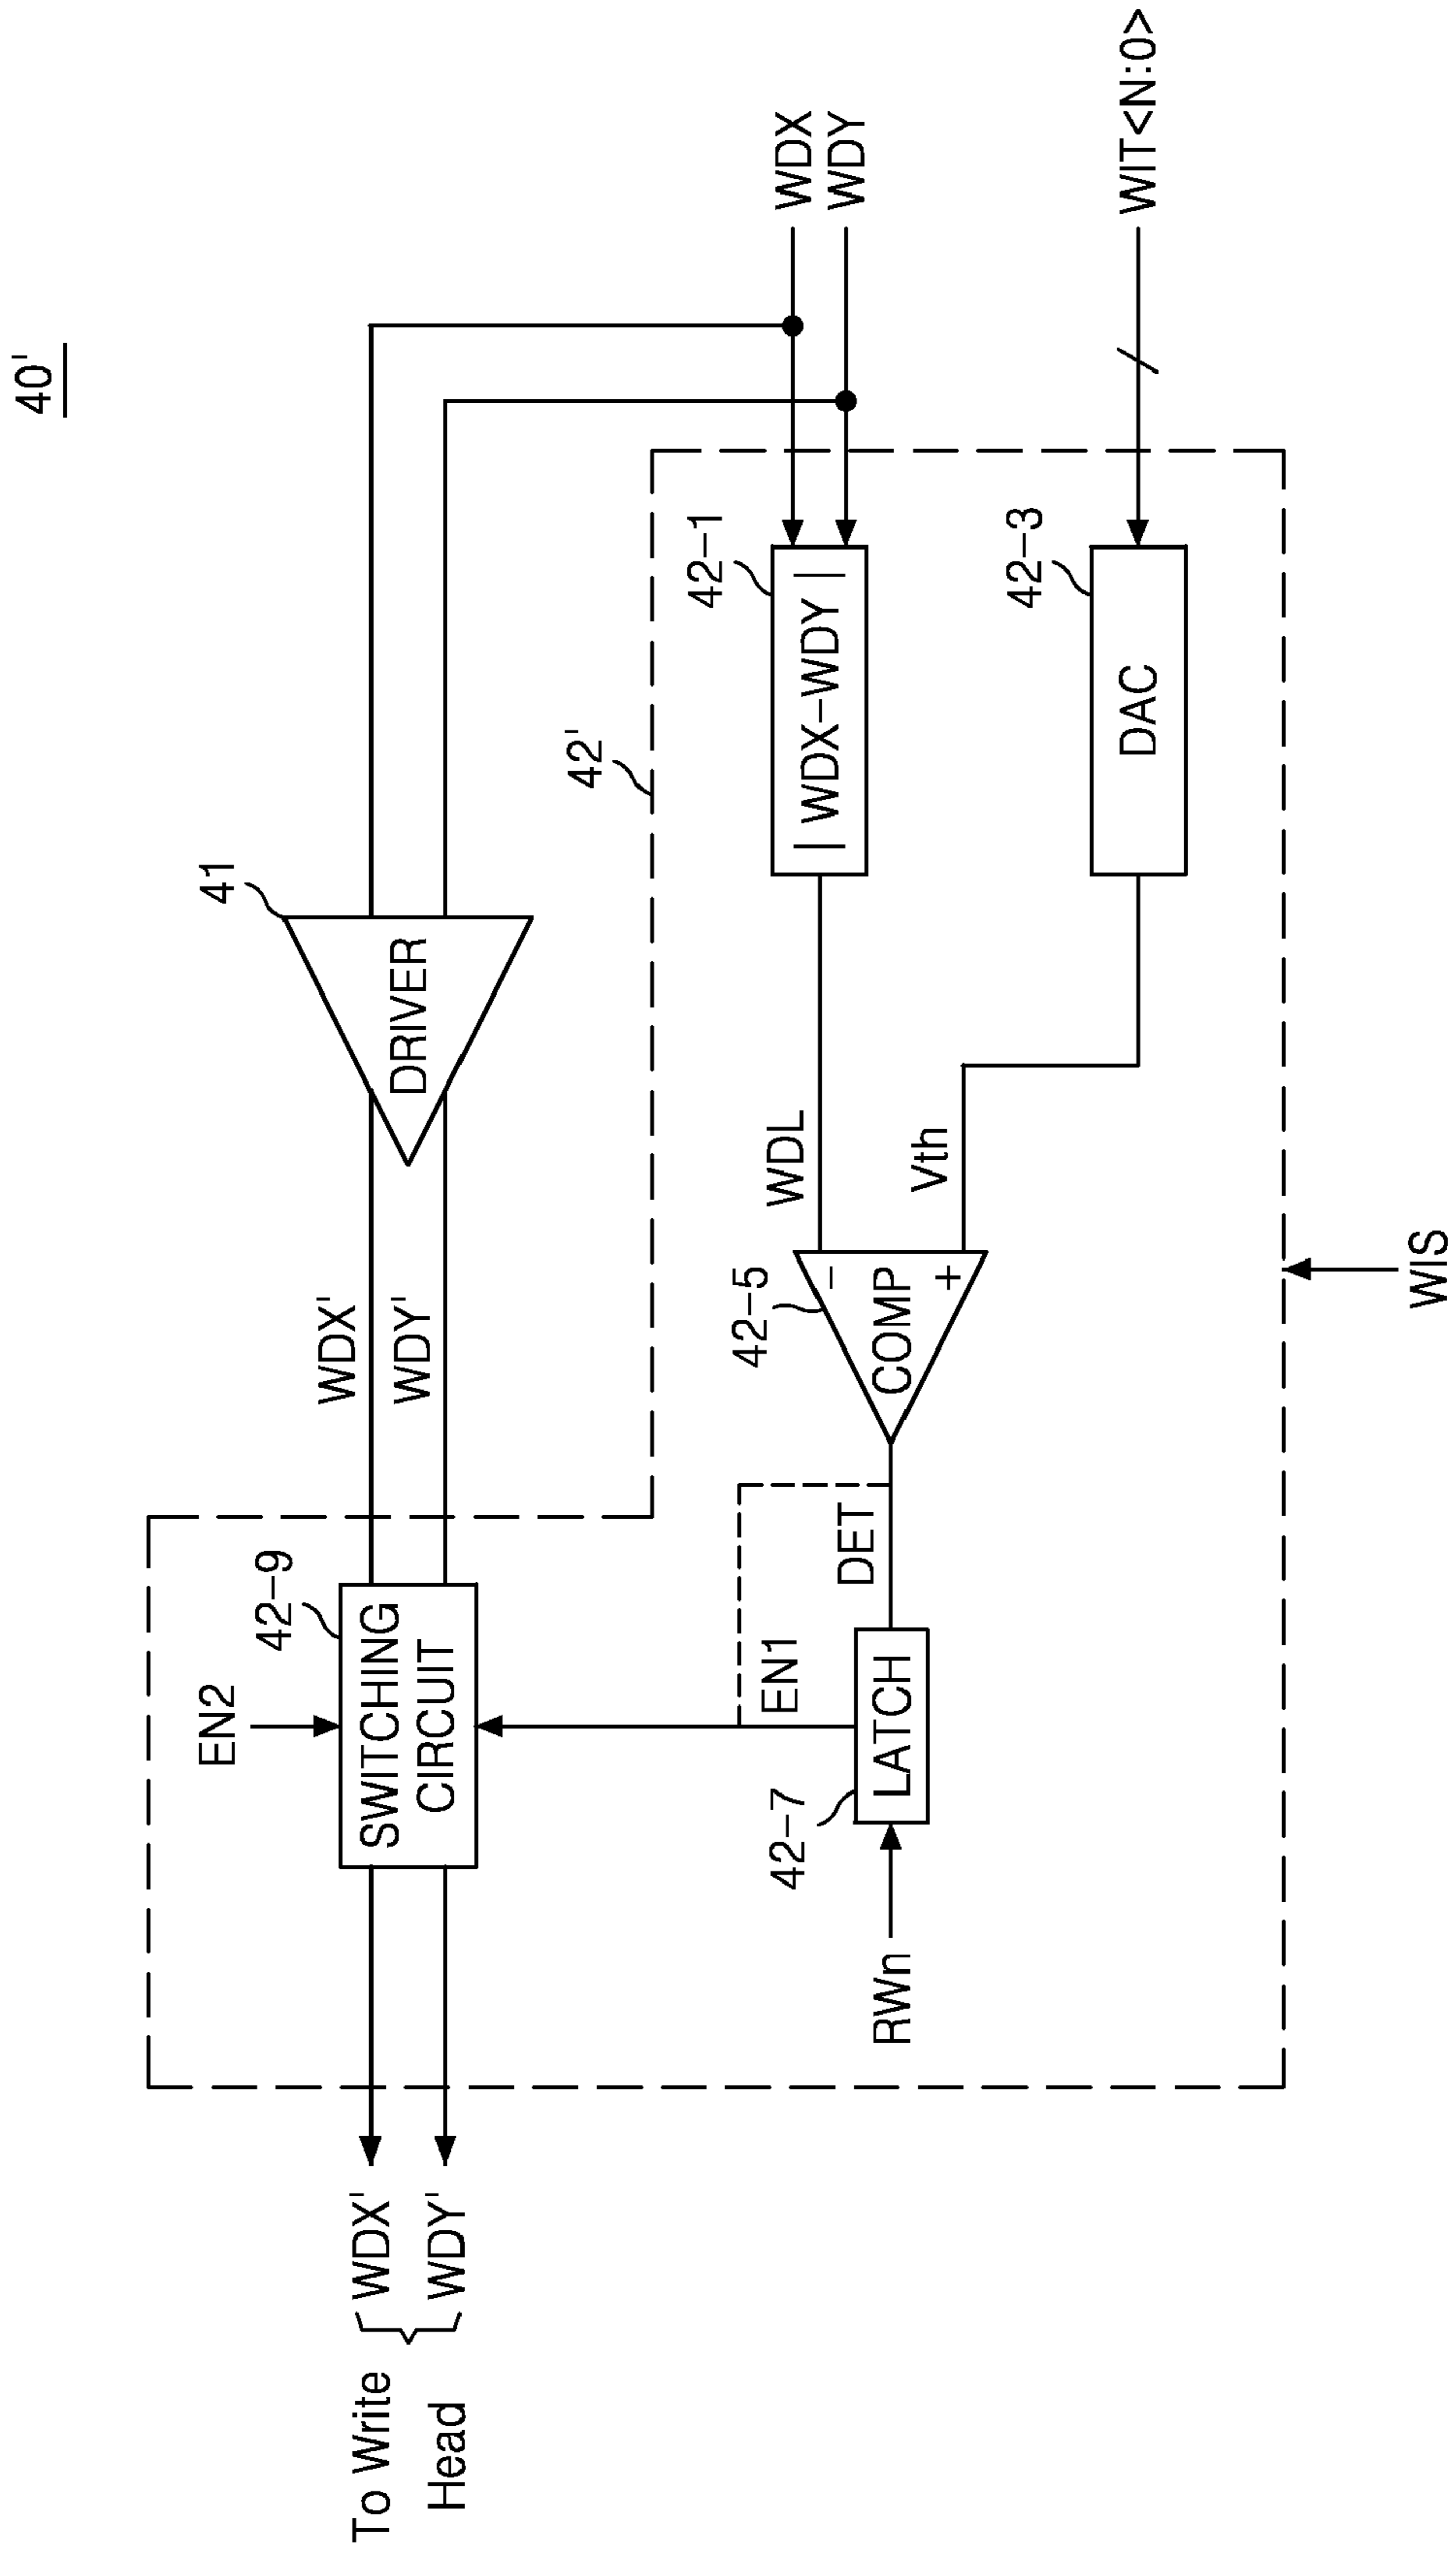 40'
41
DRIVER
WDX'
WDY'
To Write
Head
WDX'
WDY'
EN2
42-9
SWITCHING
CIRCUIT
42'
WDX
WDY
42-1
| WDX-WDY |
WDL
42-5
-
COMP
+
Vth
DET
EN1
42-7
LATCH
RWn
42-3
DAC
WIT<N:0>
WIS